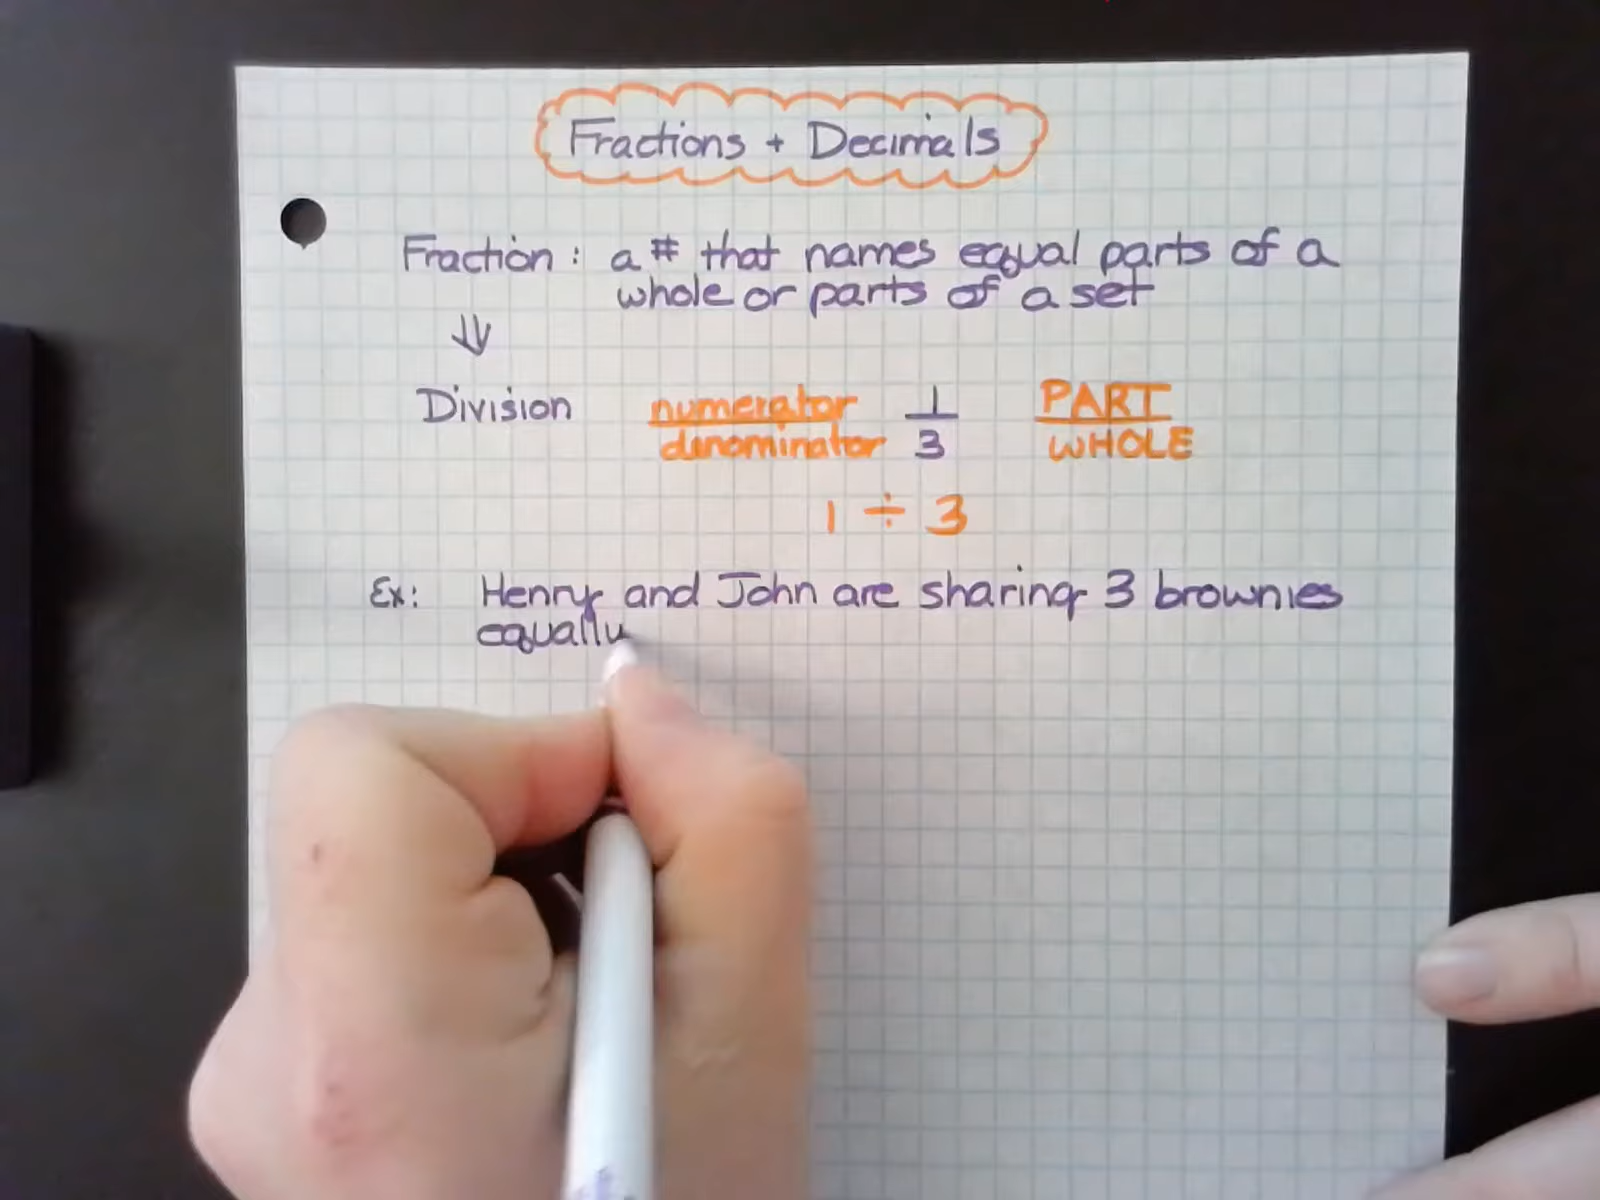 Fractions + Decimals
Fraction: a # that names equal parts of a
whole or parts of a set
Division numerator 1 PART
denominator 3 WHOLE
1 ÷ 3
Ex: Henry and John are sharing 3 brownies
equally